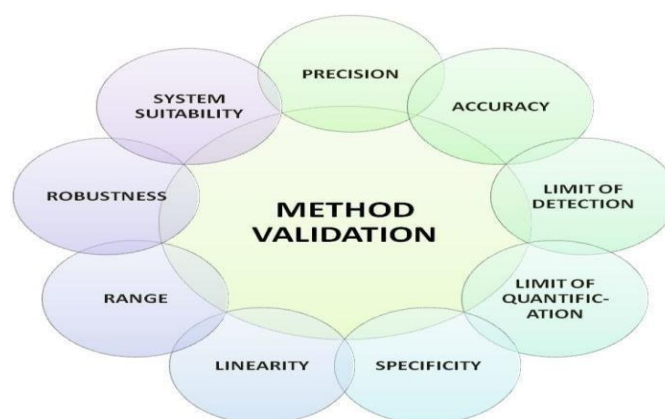 METHOD
VALIDATION
PRECISION
ACCURACY
LIMIT OF
DETECTION
LIMIT OF
QUANTIFIC-
ATION
SPECIFICITY
LINEARITY
RANGE
ROBUSTNESS
SYSTEM
SUITABILITY